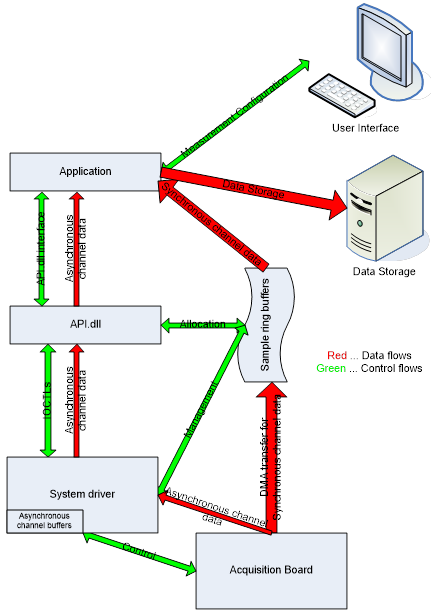 Measurement Configuration
User Interface
Application
Data Storage
Synchronous channel data
Data Storage
API.dll interface
Asynchronous
channel data
Sample ring buffers
API.dll
Allocation
Red ... Data flows
Green ... Control flows
IOCTLs
Asynchronous
channel data
Management
DMA transfer for
Synchronous channel data
System driver
Asynchronous channel
data
Asynchronous
channel buffers
Control
Acquisition Board